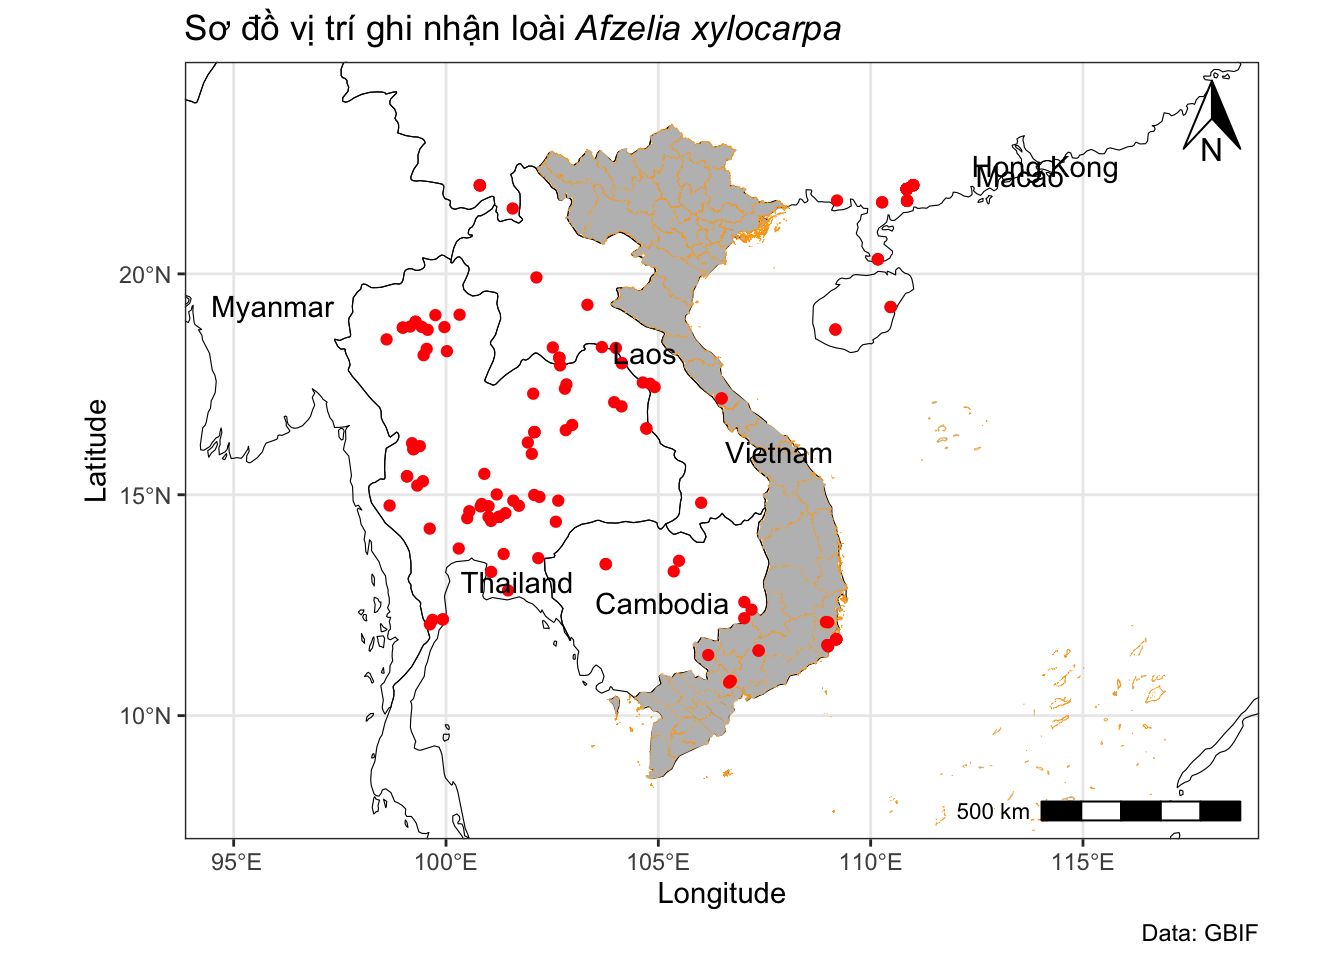 Sơ đồ vị trí ghi nhận loài Afzelia xylocarpa
N
Hong Kong
Macao
20°N
Myanmar
Laos
Vietnam
15°N
Thailand
Cambodia
10°N
500 km
95°E 100°E 105°E 110°E 115°E
Latitude
Longitude
Data: GBIF